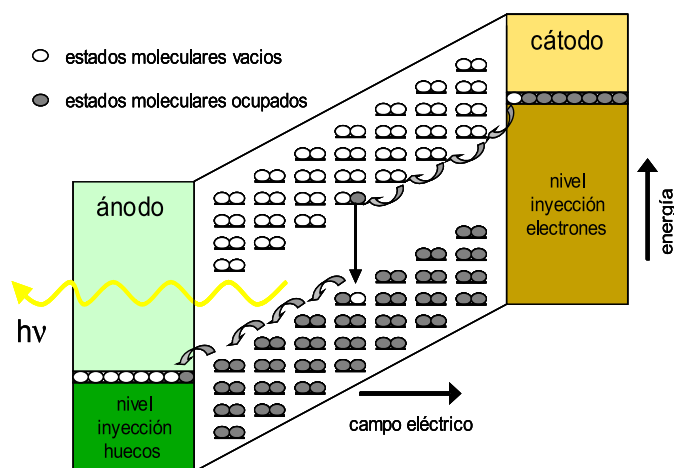 estados moleculares vacios
estados moleculares ocupados
cátodo
ánodo
nivel
inyección
electrones
energía
hν
nivel
inyección
huecos
campo eléctrico